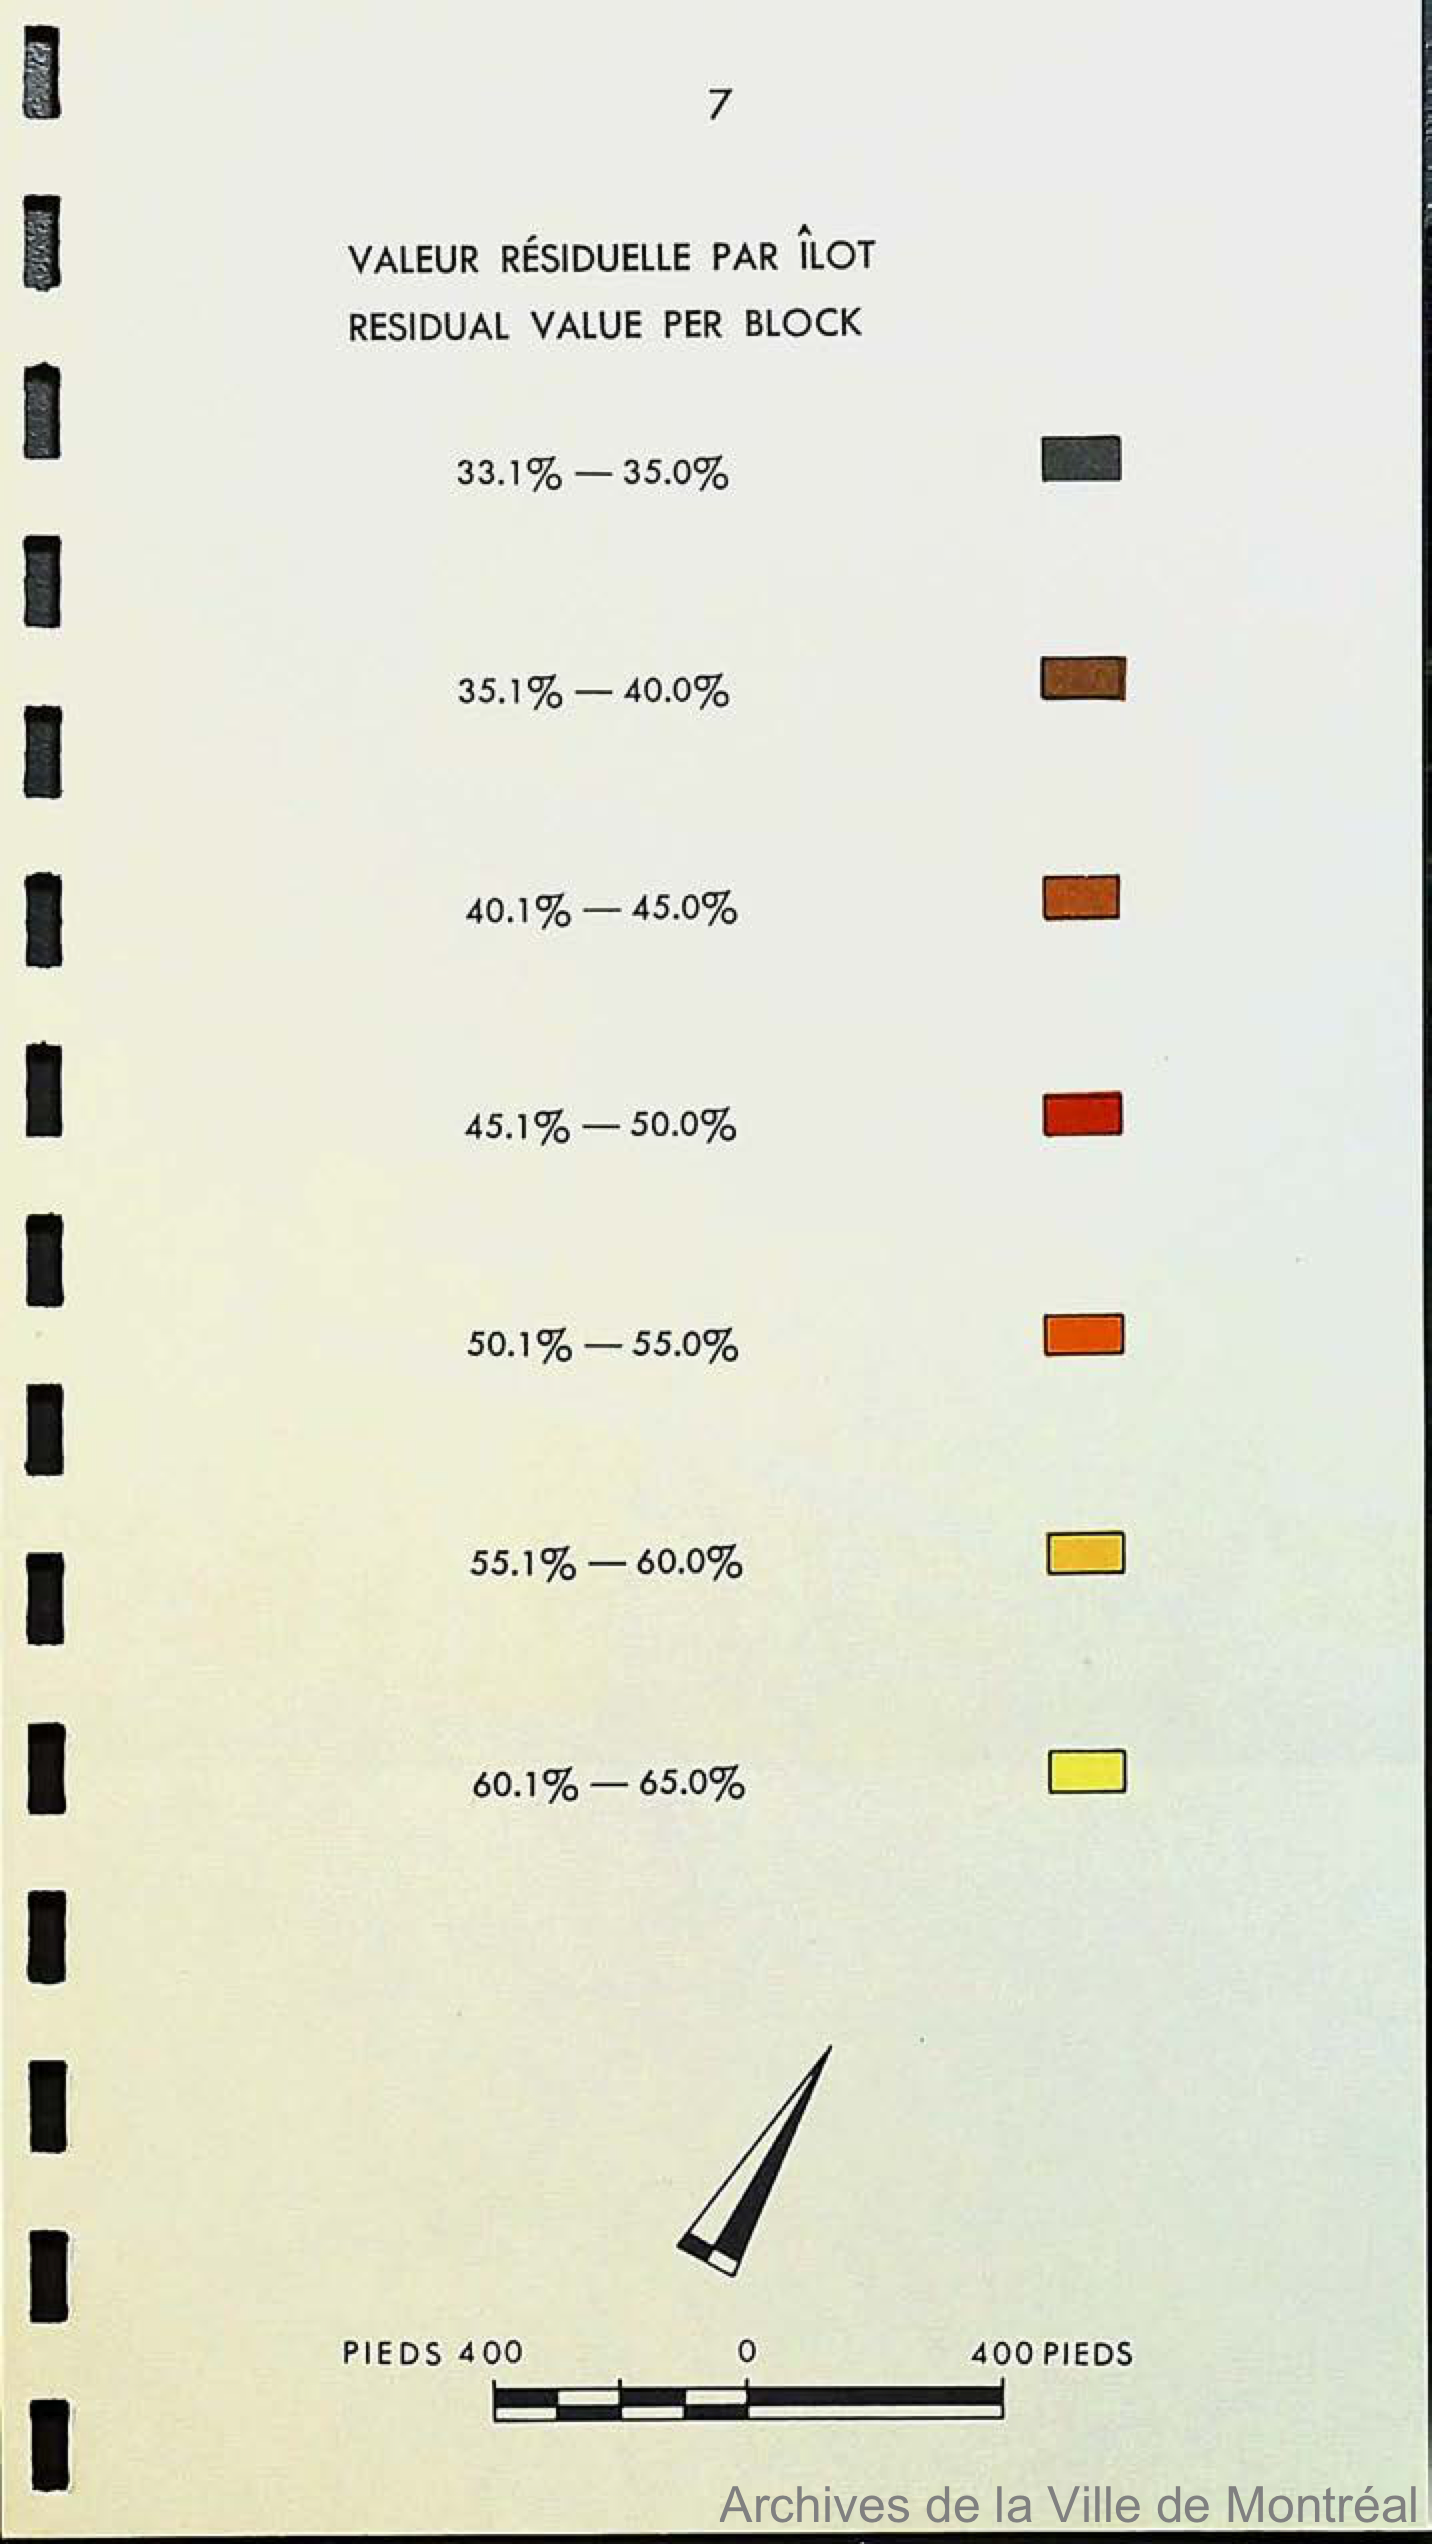 7
VALEUR RÉSIDUELLE PAR ÎLOT
RESIDUAL VALUE PER BLOCK
33.1% — 35.0%
35.1% — 40.0%
40.1% — 45.0%
45.1% — 50.0%
50.1% — 55.0%
55.1% — 60.0%
60.1% — 65.0%
PIEDS 400 0 400 PIEDS
Archives de la Ville de Montréal